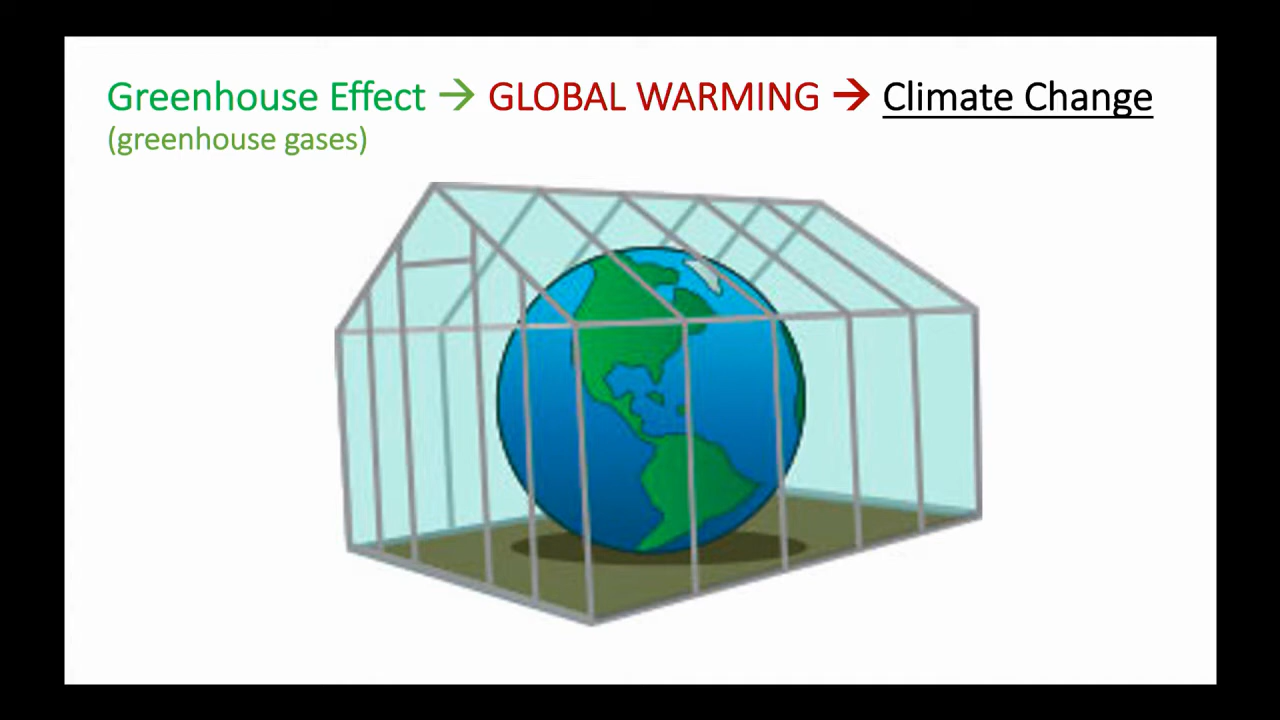 Greenhouse Effect → GLOBAL WARMING → Climate Change
(greenhouse gases)